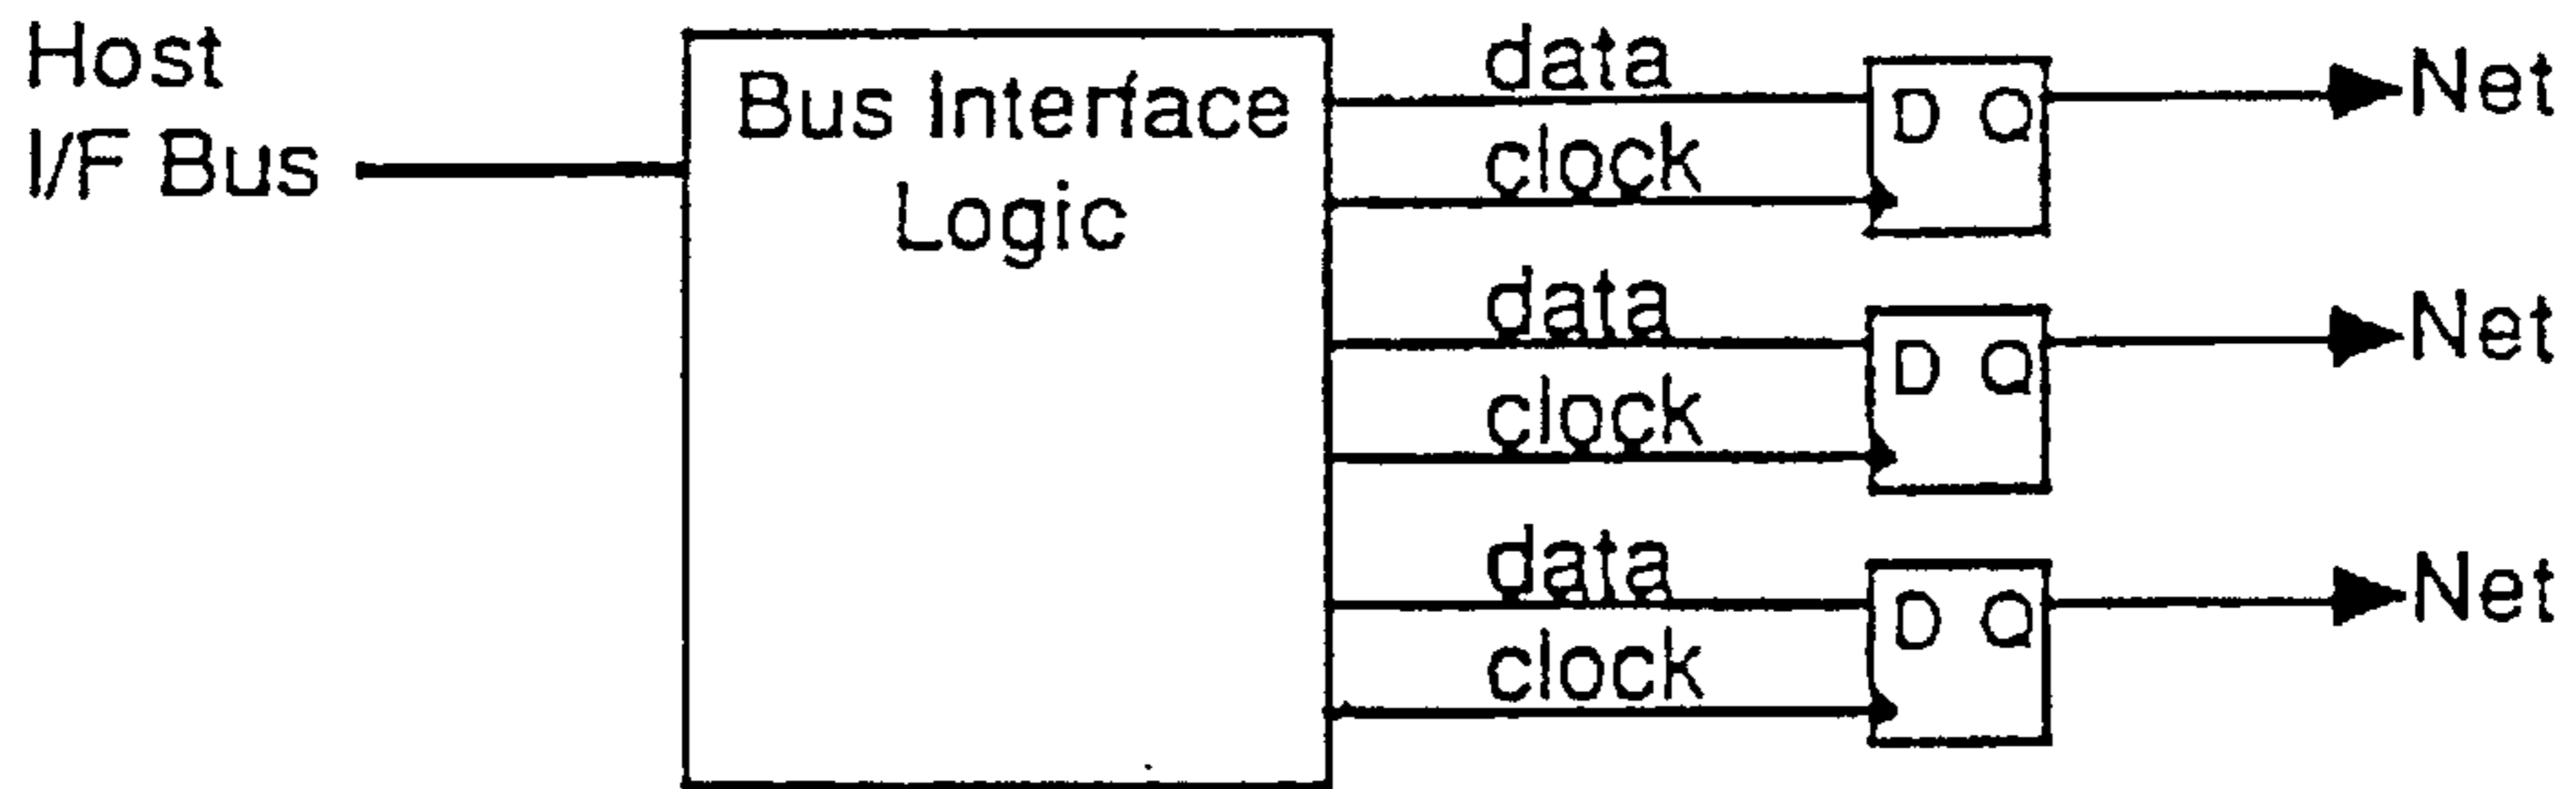 Host
I/F Bus
Bus Interface
Logic
data
clock
D Q
Net
data
clock
D Q
Net
data
clock
D Q
Net